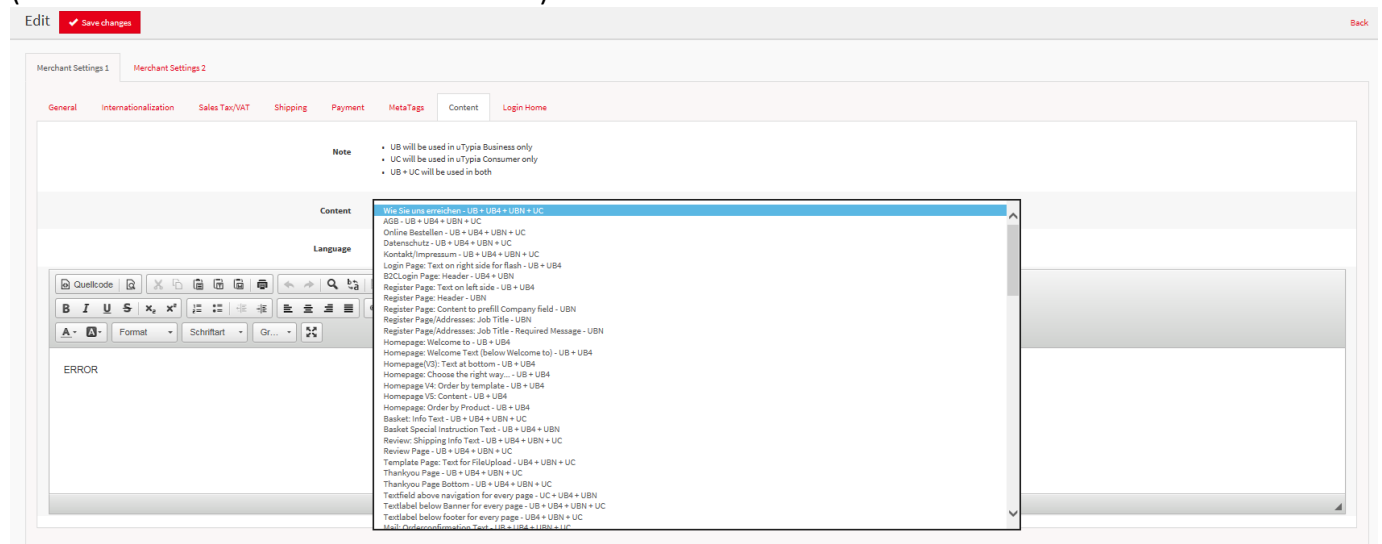 Edit Save changes Back
Merchant Settings 1 Merchant Settings 2
General Internationalization Sales Tax/VAT Shipping Payment MetaTags Content Login Home
Note
• UB will be used in uTypia Business only
• UC will be used in uTypia Consumer only
• UB + UC will be used in both
Content
Wie Sie uns erreichen - UB + UB4 + UBN + UC
AGB - UB + UB4 + UBN + UC
Online Bestellen - UB + UB4 + UBN + UC
Datenschutz - UB + UB4 + UBN + UC
Kontakt/Impressum - UB + UB4 + UBN + UC
Login Page: Text on right side for flash - UB + UB4
B2CLogin Page: Header - UB4 + UBN
Register Page: Text on left side - UB + UB4
Register Page: Header - UBN
Register Page: Content to prefill Company field - UBN
Register Page/Addresses: Job Title - UBN
Register Page/Addresses: Job Title - Required Message - UBN
Homepage: Welcome to - UB + UB4
Homepage: Welcome Text (below Welcome to) - UB + UB4
Homepage(V3): Text at bottom - UB + UB4
Homepage: Choose the right way... - UB + UB4
Homepage V4: Order by template - UB + UB4
Homepage V5: Content - UB + UB4
Homepage: Order by Product - UB + UB4
Basket: Info Text - UB + UB4 + UBN + UC
Basket Special Instruction Text - UB + UB4 + UBN
Review: Shipping Info Text - UB + UB4 + UBN + UC
Review Page - UB + UB4 + UBN + UC
Template Page: Text for FileUpload - UB4 + UBN + UC
Thankyou Page - UB + UB4 + UBN + UC
Thankyou Page Bottom - UB + UB4 + UBN + UC
Textfield above navigation for every page - UC + UB4 + UBN
Textlabel below Banner for every page - UB + UB4 + UBN + UC
Textlabel below footer for every page - UB4 + UBN + UC
Mail: Orderconfirmation Text - UB + UB4 + UBN + UC
Language
Quellcode
B I U S x₂ x²
A A Format Schriftart Gr...
ERROR